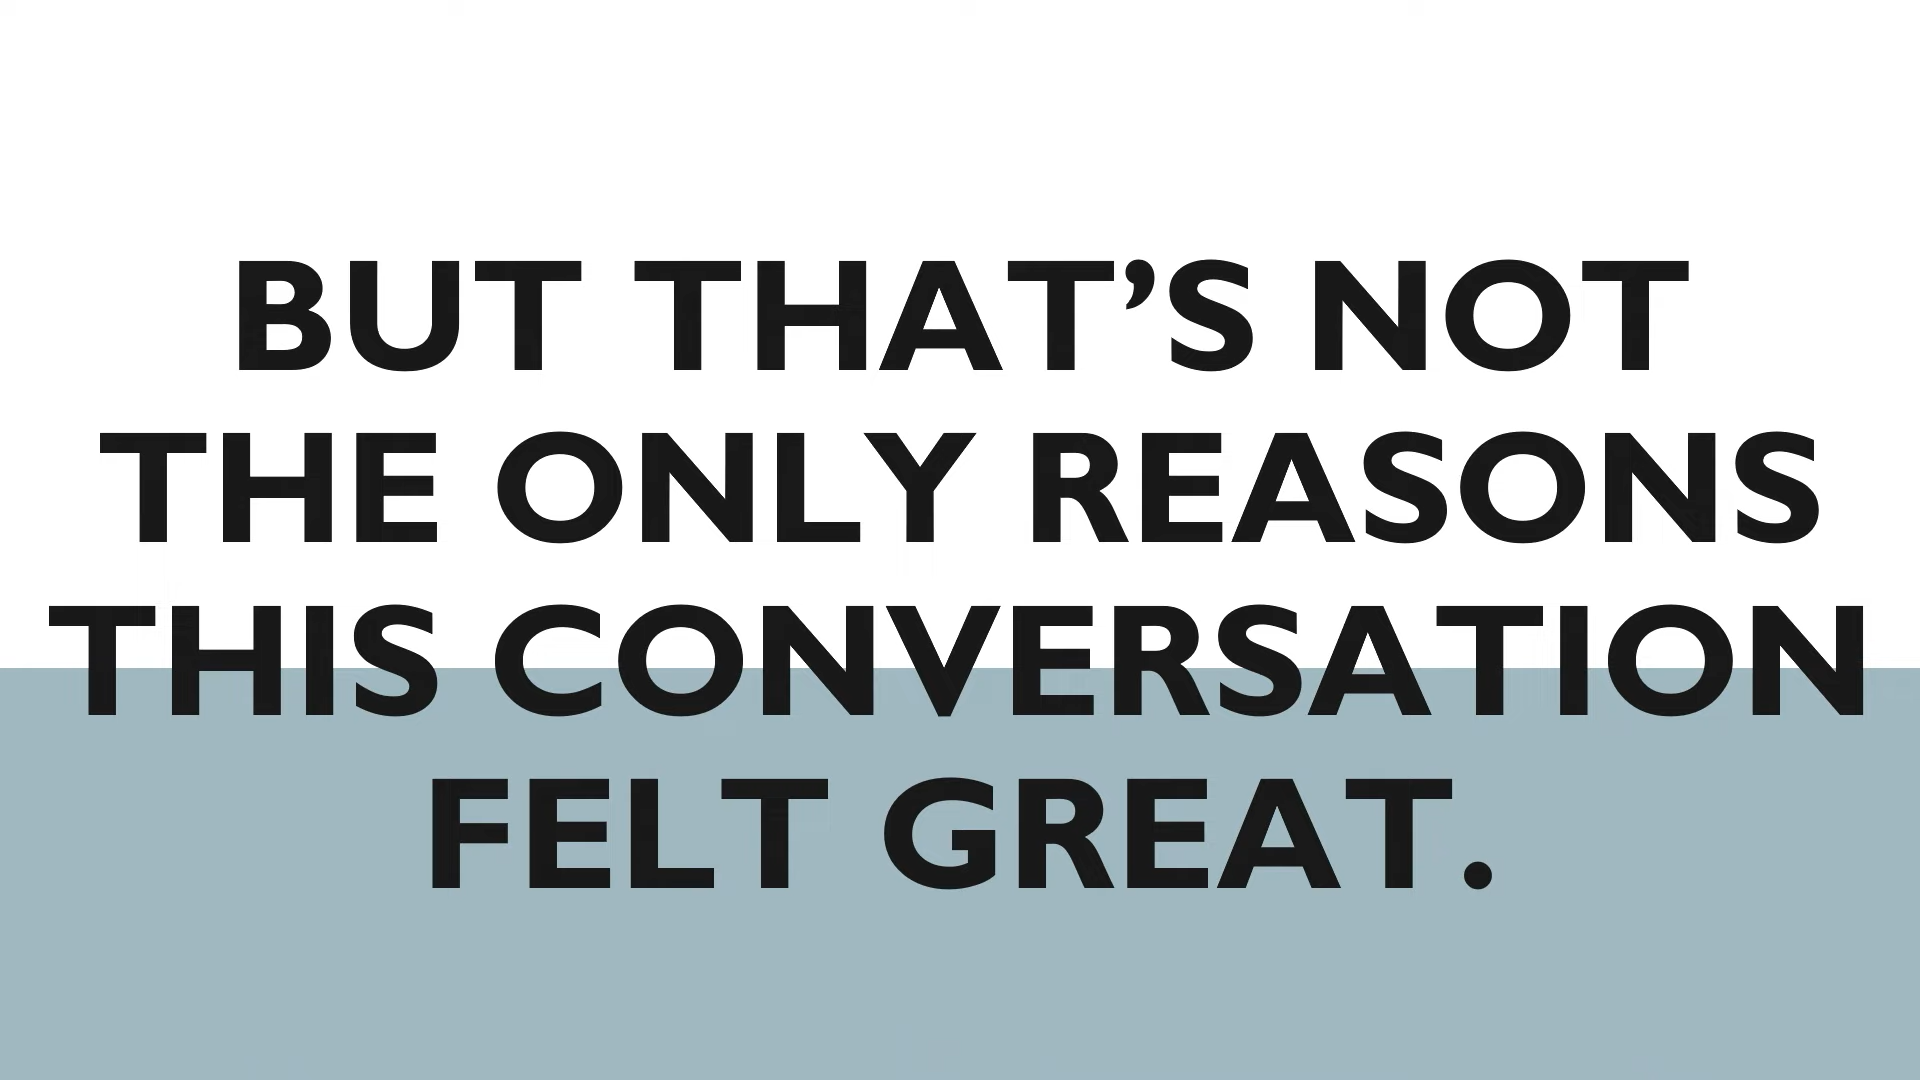 BUT THAT’S NOT
THE ONLY REASONS
THIS CONVERSATION
FELT GREAT.